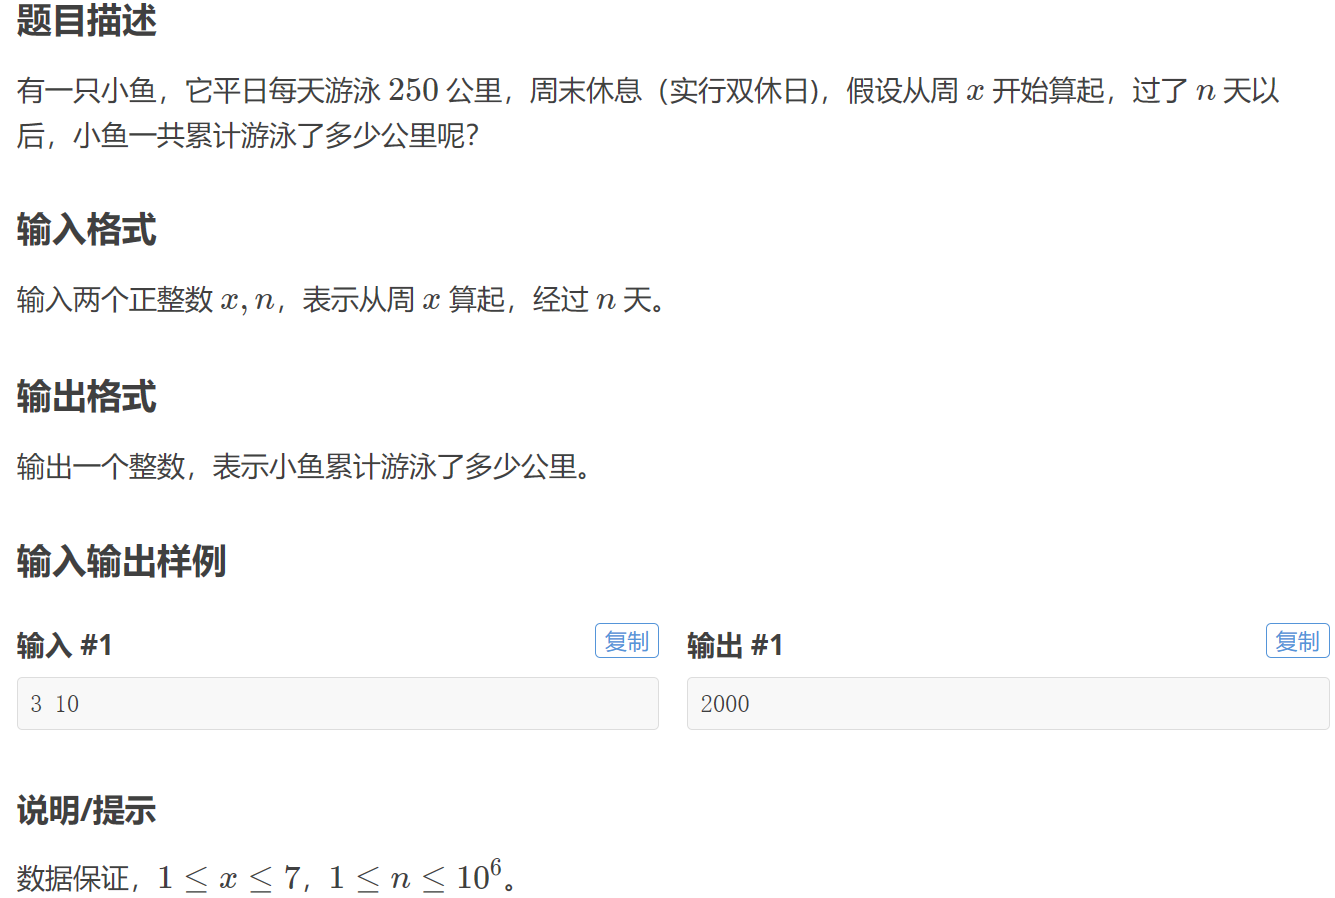 题目描述
有一只小鱼，它平日每天游泳 250 公里，周末休息（实行双休日)，假设从周 x 开始算起，过了 n 天以
后，小鱼一共累计游泳了多少公里呢？
输入格式
输入两个正整数 x, n，表示从周 x 算起，经过 n 天。
输出格式
输出一个整数，表示小鱼累计游泳了多少公里。
输入输出样例
输入 #1
复制
3 10
输出 #1
复制
2000
说明/提示
数据保证，1 ≤ x ≤ 7，1 ≤ n ≤ 10⁶。